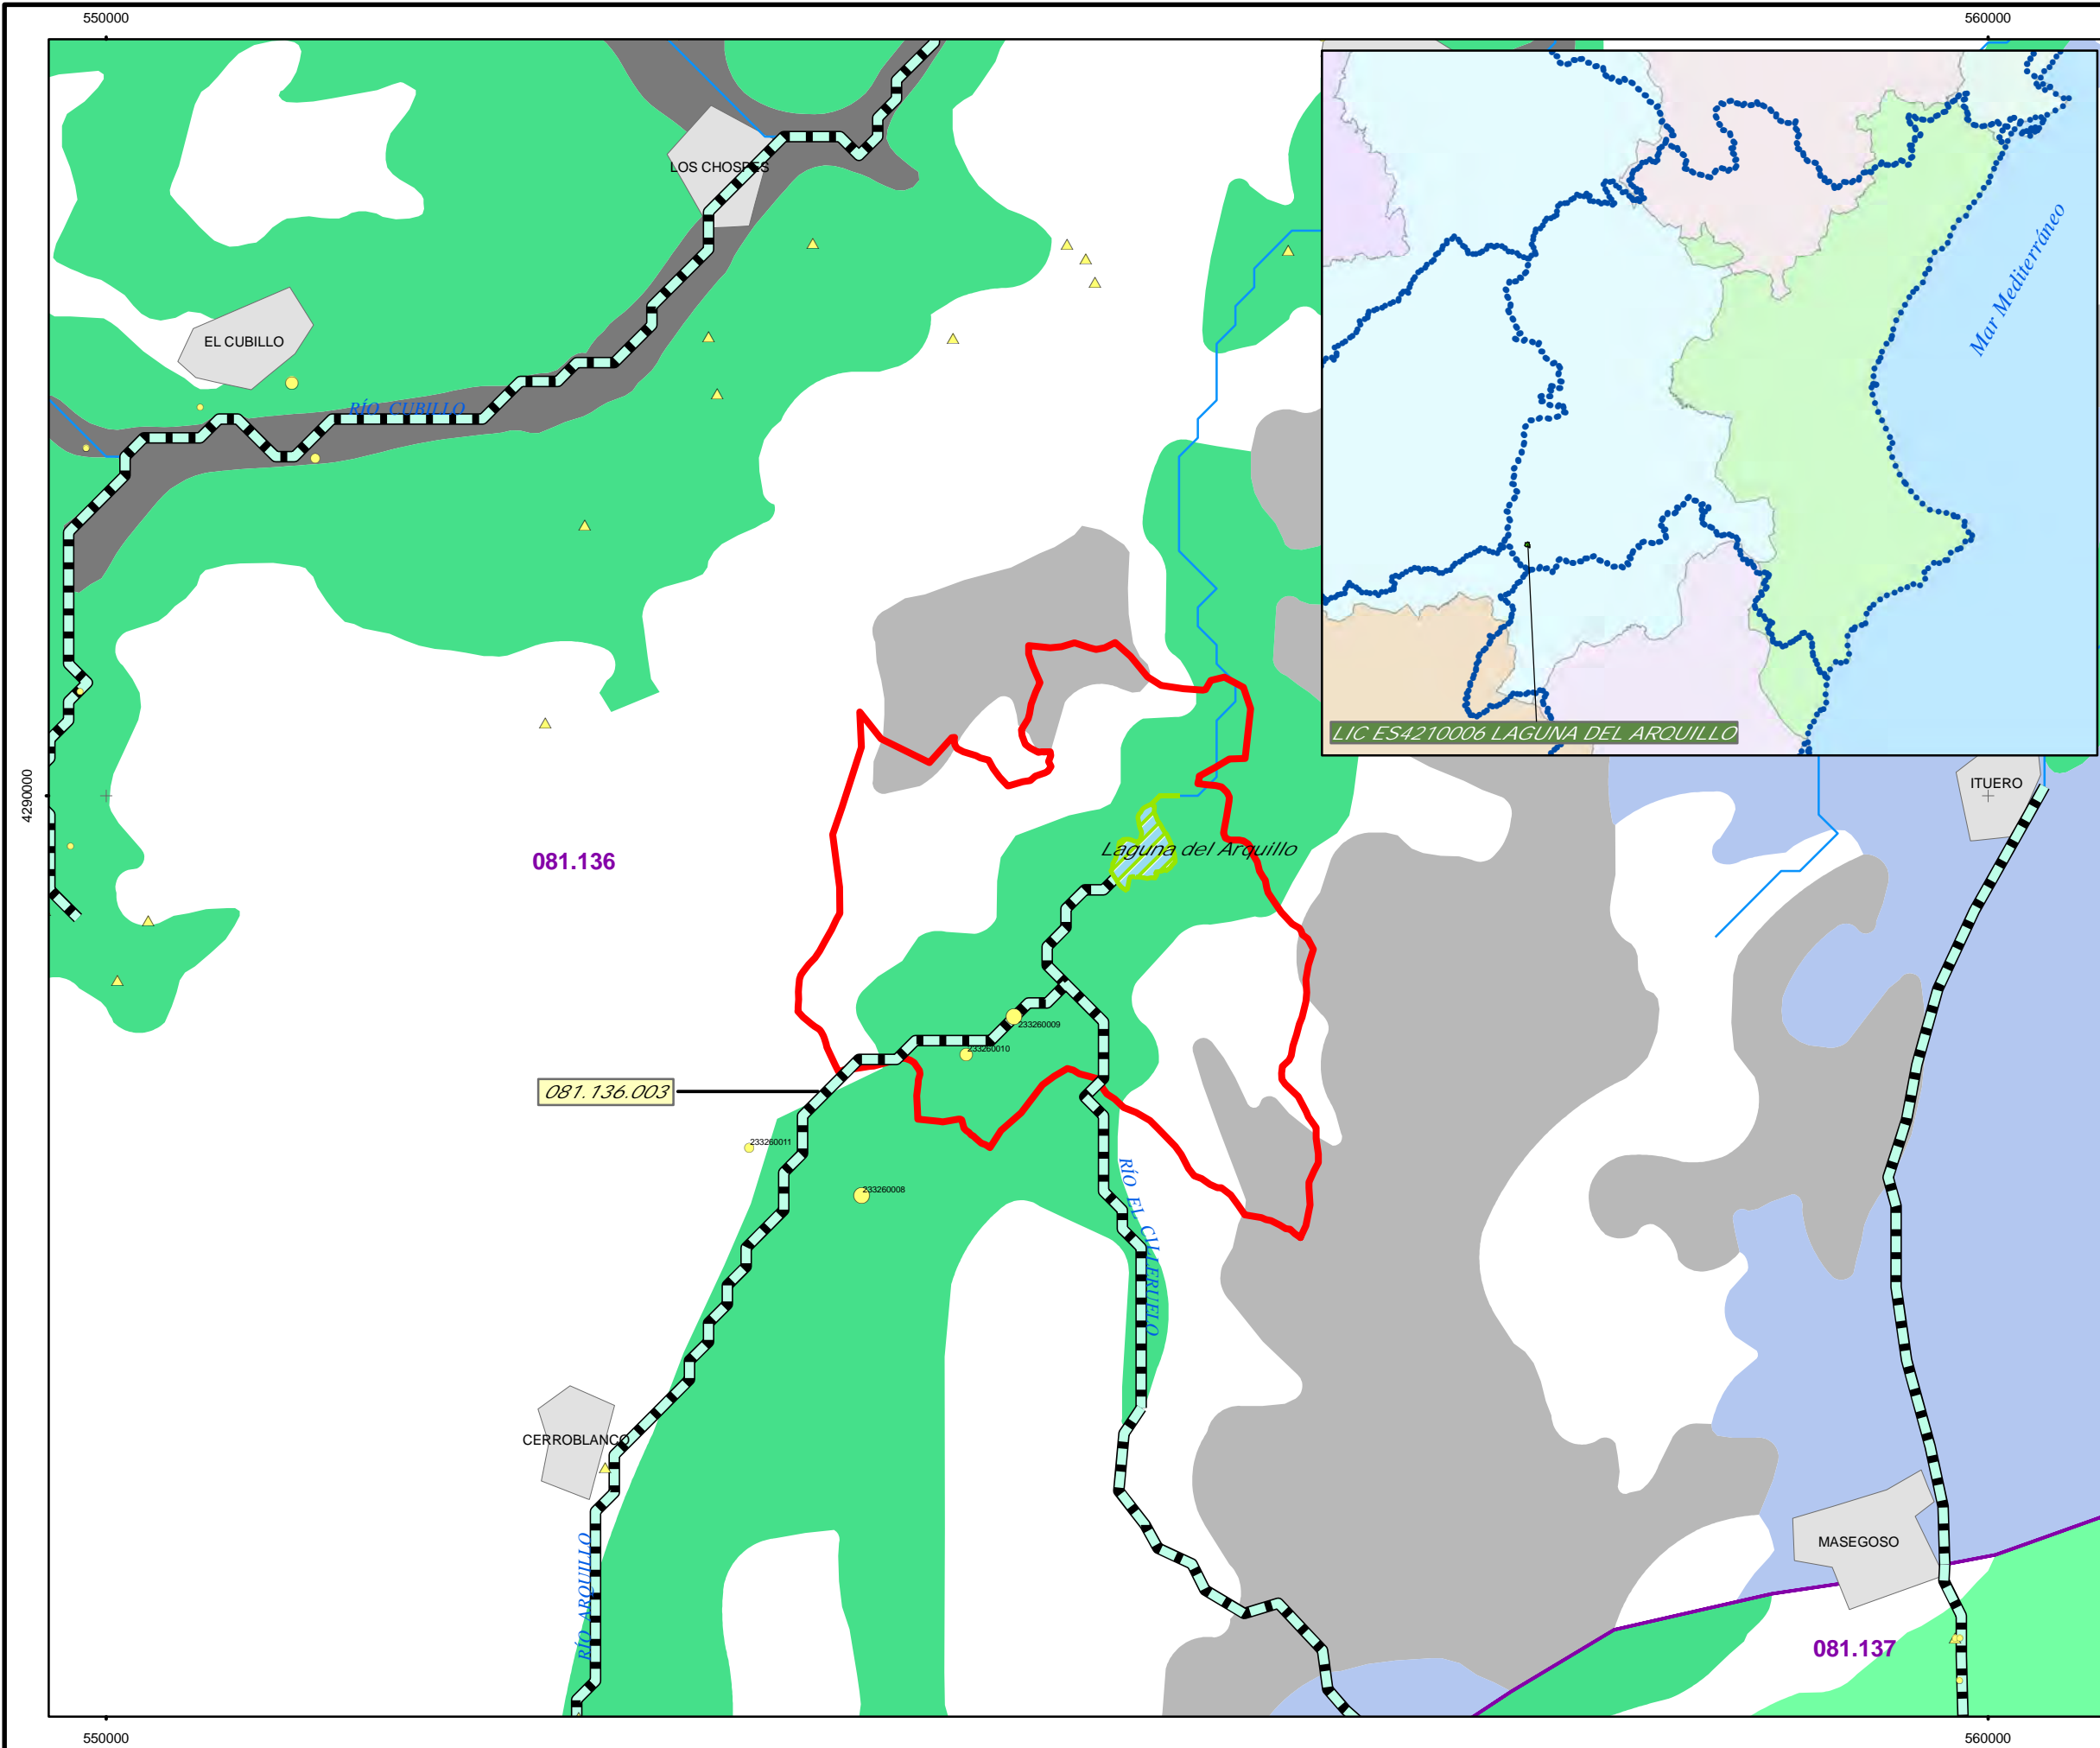 550000
560000
LOS CHOSPES
Mar Mediterráneo
EL CUBILLO
RÍO CUBILLO
LIC ES4210006 LAGUNA DEL ARQUILLO
4290000
ITUERO
Laguna del Arquillo
081.136
233260009
233260010
081.136.003
233260011
233260008
RÍO EL CILLERUELO
CERROBLANCO
MASEGOSO
RÍO ARQUILLO
081.137
550000
560000